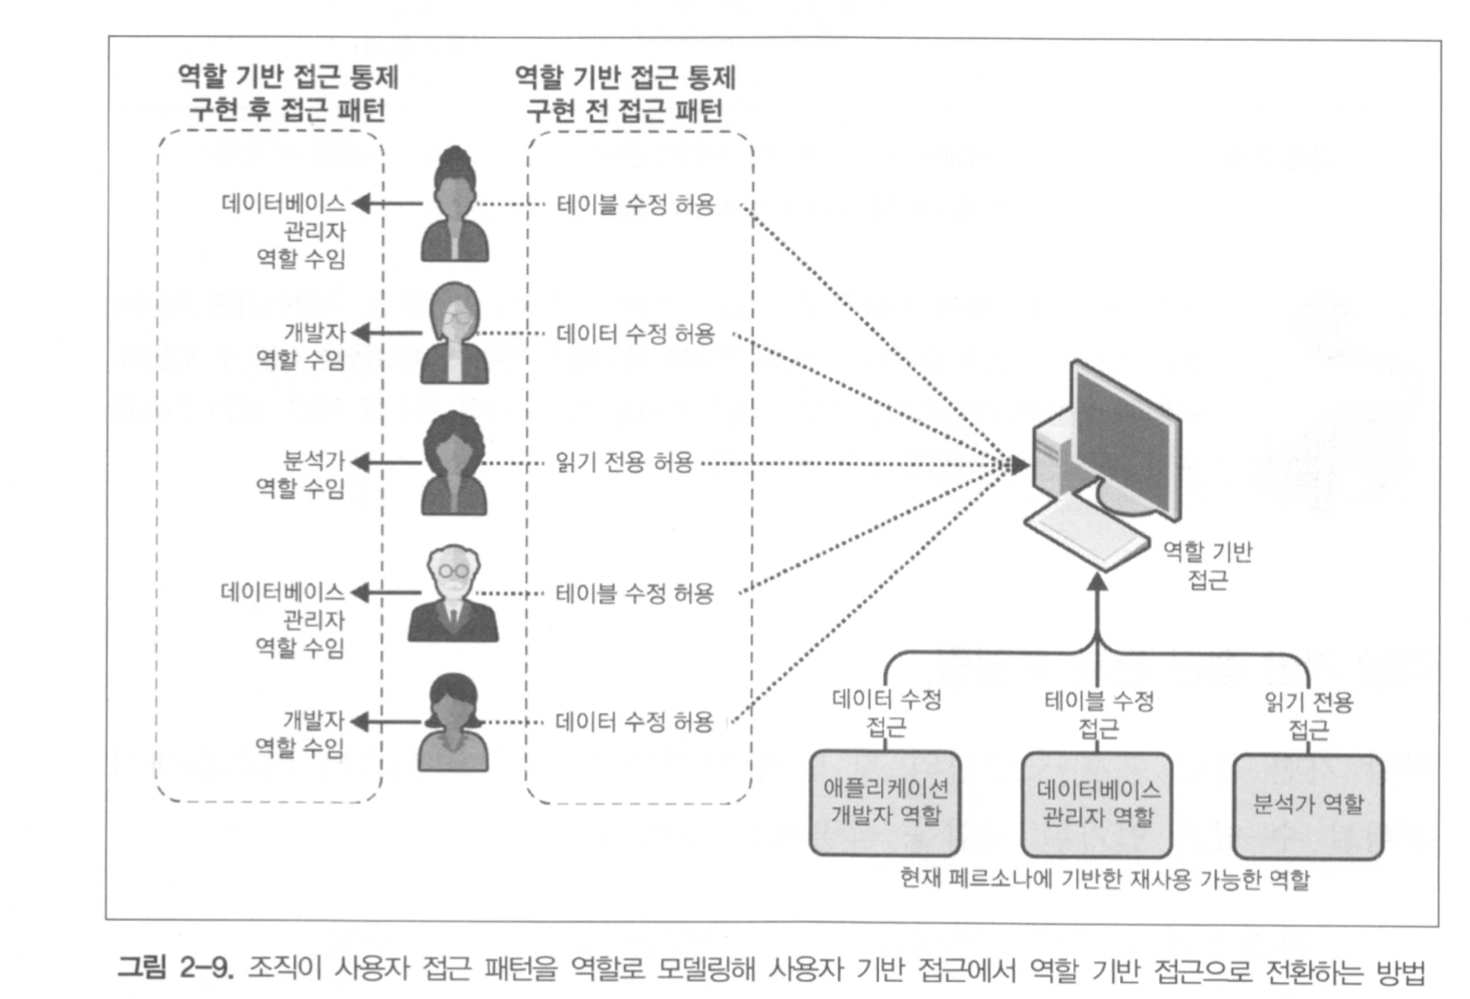 역할 기반 접근 통제
구현 후 접근 패턴
역할 기반 접근 통제
구현 전 접근 패턴
데이터베이스
관리자
역할 수임
테이블 수정 허용
개발자
역할 수임
데이터 수정 허용
분석가
역할 수임
읽기 전용 허용
데이터베이스
관리자
역할 수임
테이블 수정 허용
개발자
역할 수임
데이터 수정 허용
역할 기반
접근
데이터 수정
접근
테이블 수정
접근
읽기 전용
접근
애플리케이션
개발자 역할
데이터베이스
관리자 역할
분석가 역할
현재 페르소나에 기반한 재사용 가능한 역할
그림 2-9. 조직이 사용자 접근 패턴을 역할로 모델링해 사용자 기반 접근에서 역할 기반 접근으로 전환하는 방법